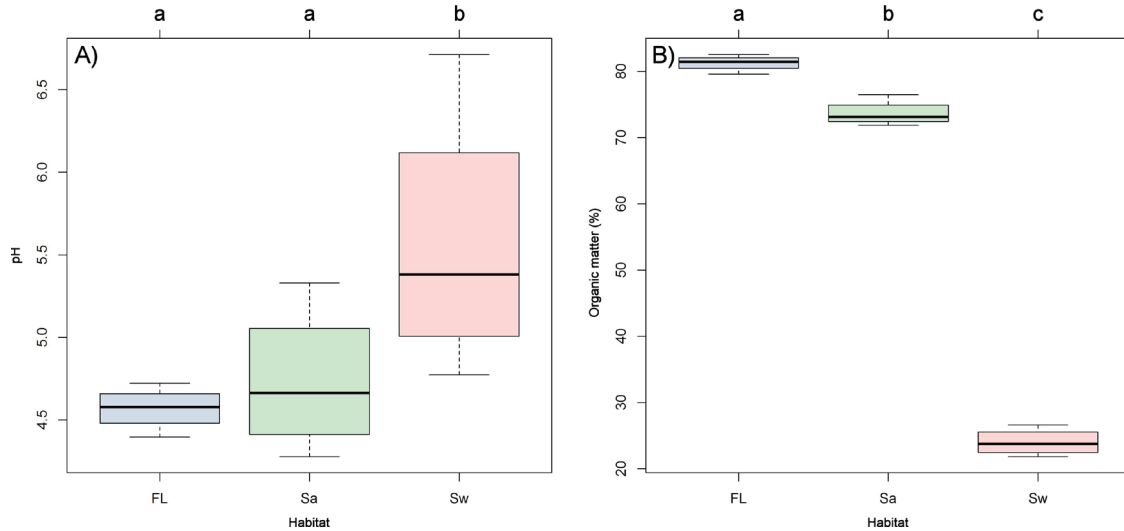 a a b
A)
6.5
6.0
5.5
5.0
4.5
pH
FL Sa Sw
Habitat
a b c
B)
80
70
60
50
40
30
20
Organic matter (%)
FL Sa Sw
Habitat